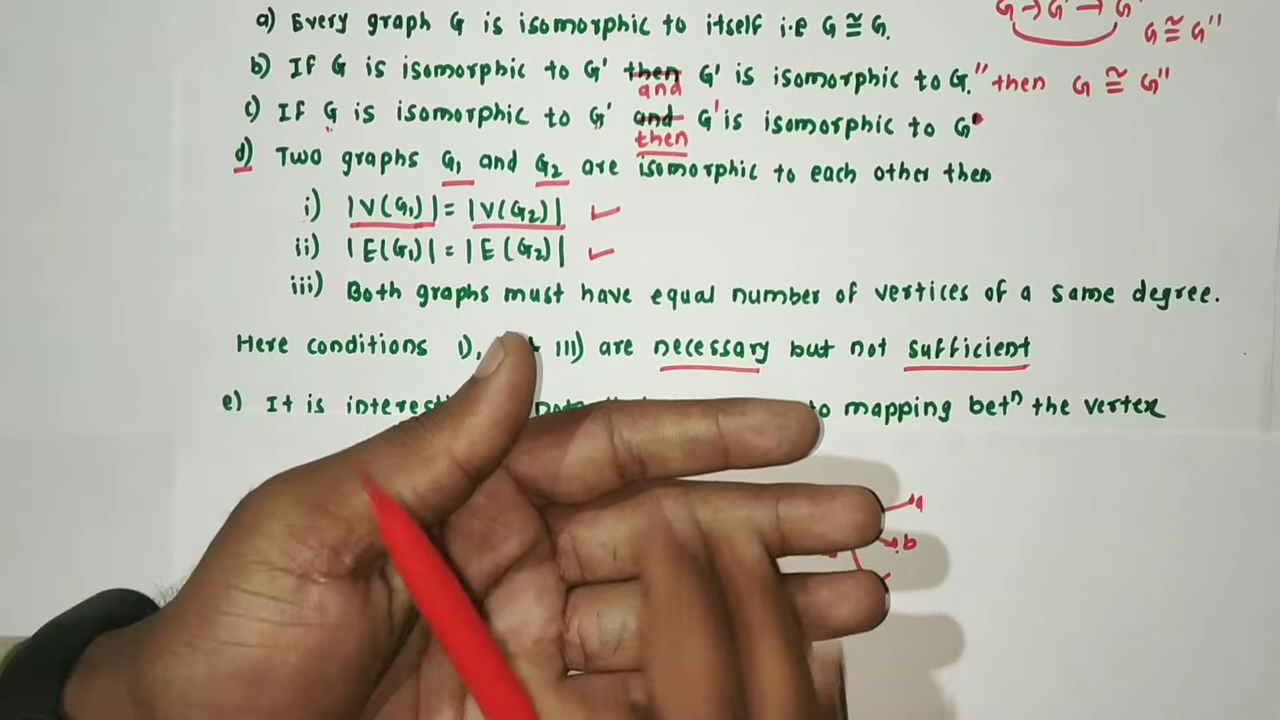 G → G' → G"
G ≅ G"
a) Every graph G is isomorphic to itself i.e G ≅ G.
b) If G is isomorphic to G' then and G' is isomorphic to G." then G ≅ G"
c) If G is isomorphic to G' and then G' is isomorphic to G
d) Two graphs G1 and G2 are isomorphic to each other then
i) |V(G1)| = |V(G2)| ✓
ii) |E(G1)| = |E(G2)| ✓
iii) Both graphs must have equal number of vertices of a same degree.
Here conditions i), III) are necessary but not sufficient
e) It is to mapping betⁿ the vertex
a
b